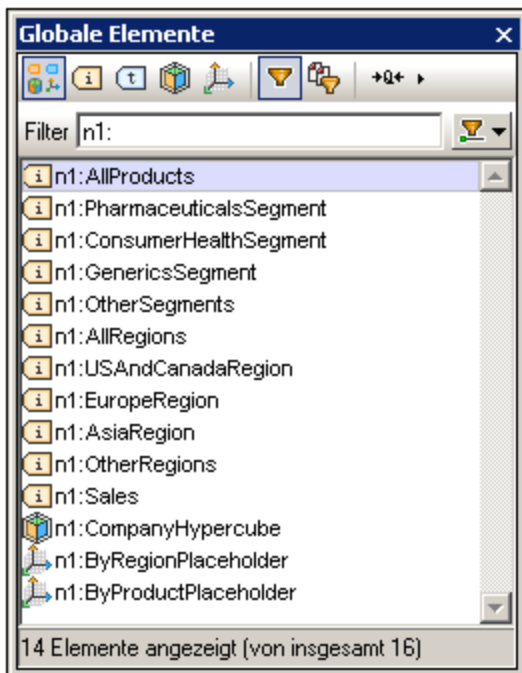 Globale Elemente
Filter n1:
n1:AllProducts
n1:PharmaceuticalsSegment
n1:ConsumerHealthSegment
n1:GenericsSegment
n1:OtherSegments
n1:AllRegions
n1:USAndCanadaRegion
n1:EuropeRegion
n1:AsiaRegion
n1:OtherRegions
n1:Sales
n1:CompanyHypercube
n1:ByRegionPlaceholder
n1:ByProductPlaceholder
14 Elemente angezeigt (von insgesamt 16)